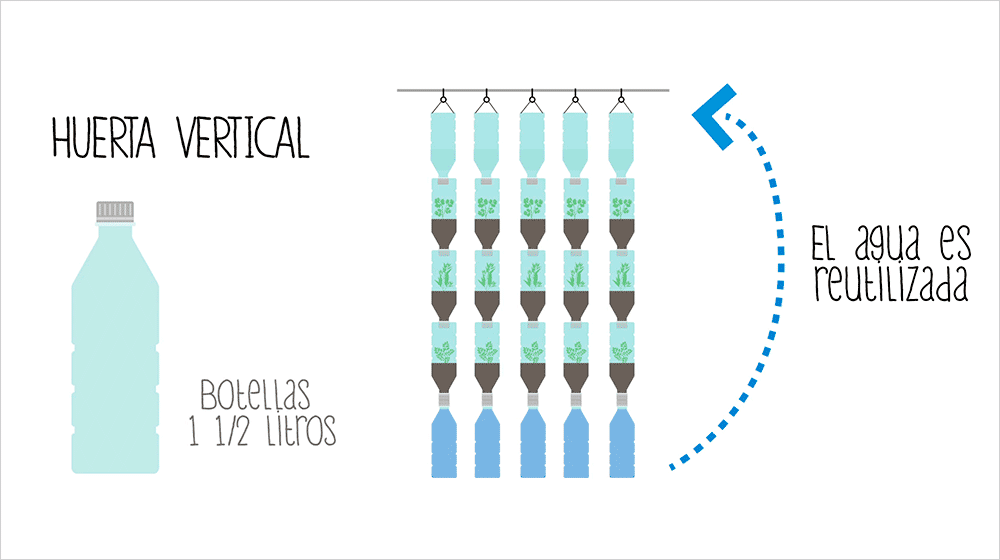 HUERTA VERTICAL
Botellas
1 1/2 litros
El agua es
reutilizada